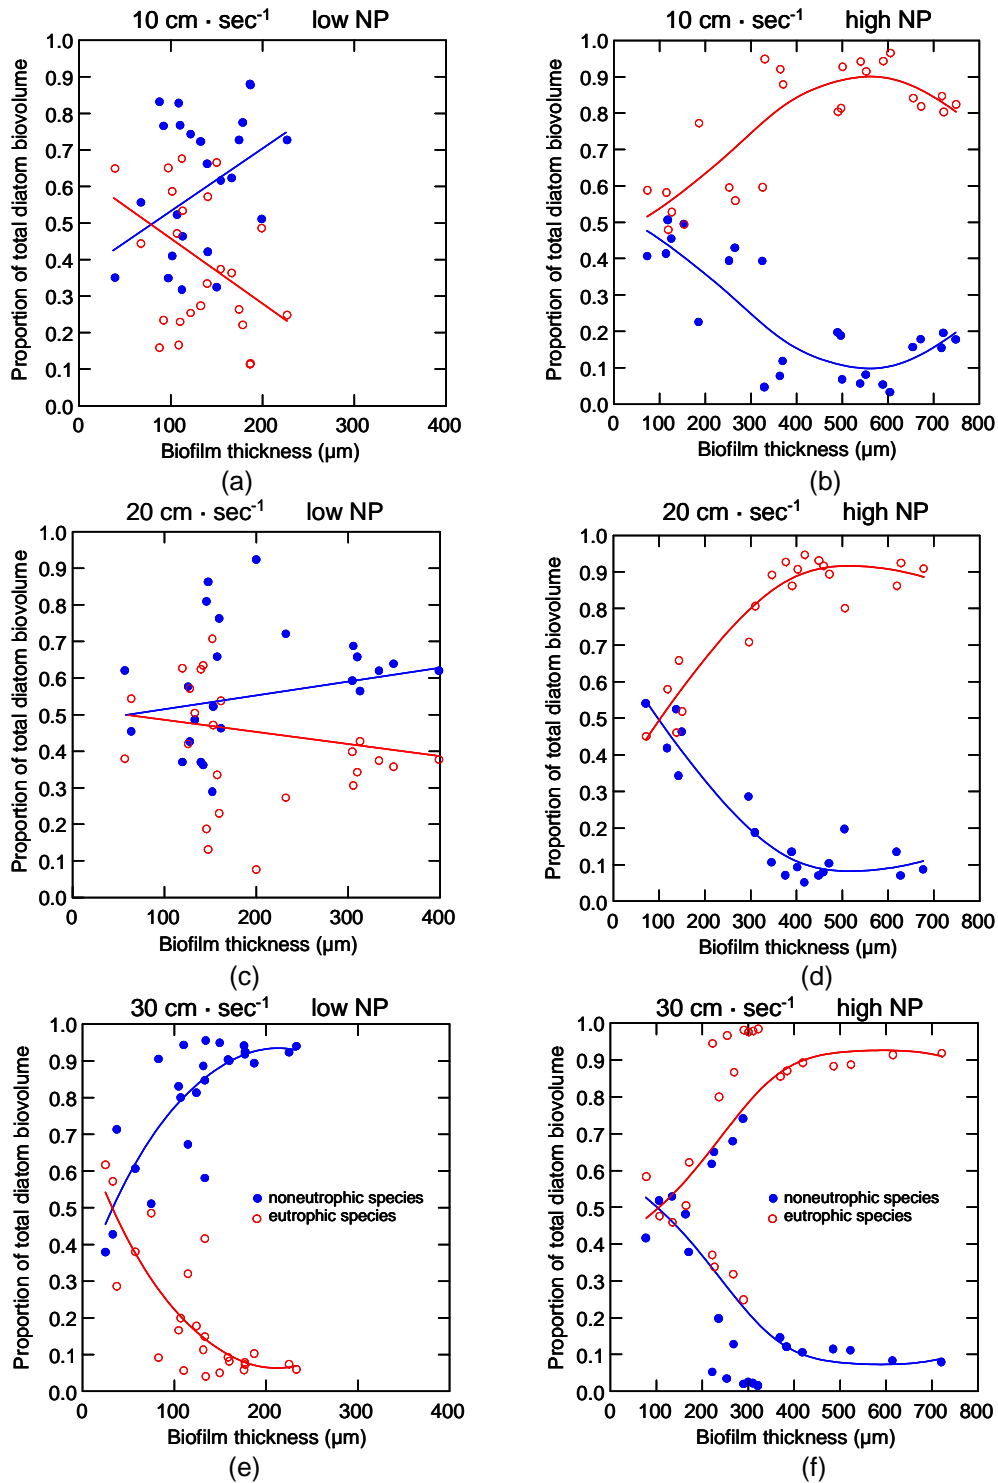 10 cm · sec⁻¹ low NP
1.0
0.9
0.8
0.7
0.6
0.5
0.4
0.3
0.2
0.1
0.0
Proportion of total diatom biovolume
0 100 200 300 400
Biofilm thickness (µm)
(a)
10 cm · sec⁻¹ high NP
1.0
0.9
0.8
0.7
0.6
0.5
0.4
0.3
0.2
0.1
0.0
Proportion of total diatom biovolume
0 100 200 300 400 500 600 700 800
Biofilm thickness (µm)
(b)
20 cm · sec⁻¹ low NP
1.0
0.9
0.8
0.7
0.6
0.5
0.4
0.3
0.2
0.1
0.0
Proportion of total diatom biovolume
0 100 200 300 400
Biofilm thickness (µm)
(c)
20 cm · sec⁻¹ high NP
1.0
0.9
0.8
0.7
0.6
0.5
0.4
0.3
0.2
0.1
0.0
Proportion of total diatom biovolume
0 100 200 300 400 500 600 700 800
Biofilm thickness (µm)
(d)
30 cm · sec⁻¹ low NP
1.0
0.9
0.8
0.7
0.6
0.5
0.4
0.3
0.2
0.1
0.0
Proportion of total diatom biovolume
noneutrophic species
eutrophic species
0 100 200 300 400
Biofilm thickness (µm)
(e)
30 cm · sec⁻¹ high NP
1.0
0.9
0.8
0.7
0.6
0.5
0.4
0.3
0.2
0.1
0.0
Proportion of total diatom biovolume
noneutrophic species
eutrophic species
0 100 200 300 400 500 600 700 800
Biofilm thickness (µm)
(f)